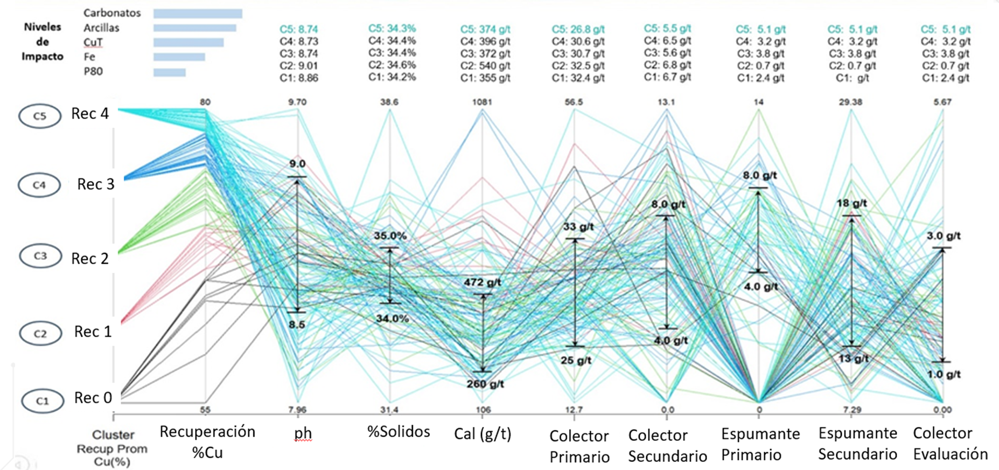 Niveles
de
Impacto
Carbonatos
Arcillas
CuT
Fe
P80
C5: 8.74
C4: 8.73
C3: 8.74
C2: 9.01
C1: 8.86
C5: 34.3%
C4: 34.4%
C3: 34.4%
C2: 34.6%
C1: 34.2%
C5: 374 g/t
C4: 396 g/t
C3: 372 g/t
C2: 540 g/t
C1: 355 g/t
C5: 26.8 g/t
C4: 30.6 g/t
C3: 30.7 g/t
C2: 32.5 g/t
C1: 32.4 g/t
C5: 5.5 g/t
C4: 6.5 g/t
C3: 5.6 g/t
C2: 6.8 g/t
C1: 6.7 g/t
C5: 5.1 g/t
C4: 3.2 g/t
C3: 3.8 g/t
C2: 0.7 g/t
C1: 2.4 g/t
C5: 5.1 g/t
C4: 3.2 g/t
C3: 3.8 g/t
C2: 0.7 g/t
C1: g/t
C5: 5.1 g/t
C4: 3.2 g/t
C3: 3.8 g/t
C2: 0.7 g/t
C1: 2.4 g/t
80
9.70
38.6
1081
56.5
13.1
14
29.38
5.67
C5 Rec 4
C4 Rec 3
C3 Rec 2
C2 Rec 1
C1 Rec 0
9.0
8.5
35.0%
34.0%
472 g/t
260 g/t
33 g/t
25 g/t
8.0 g/t
4.0 g/t
8.0 g/t
4.0 g/t
18 g/t
13 g/t
3.0 g/t
1.0 g/t
55
7.96
31.4
106
12.7
0.0
0
7.29
0.00
Cluster
Recup Prom
Cu(%)
Recuperación
%Cu
ph
%Solidos
Cal (g/t)
Colector
Primario
Colector
Secundario
Espumante
Primario
Espumante
Secundario
Colector
Evaluación